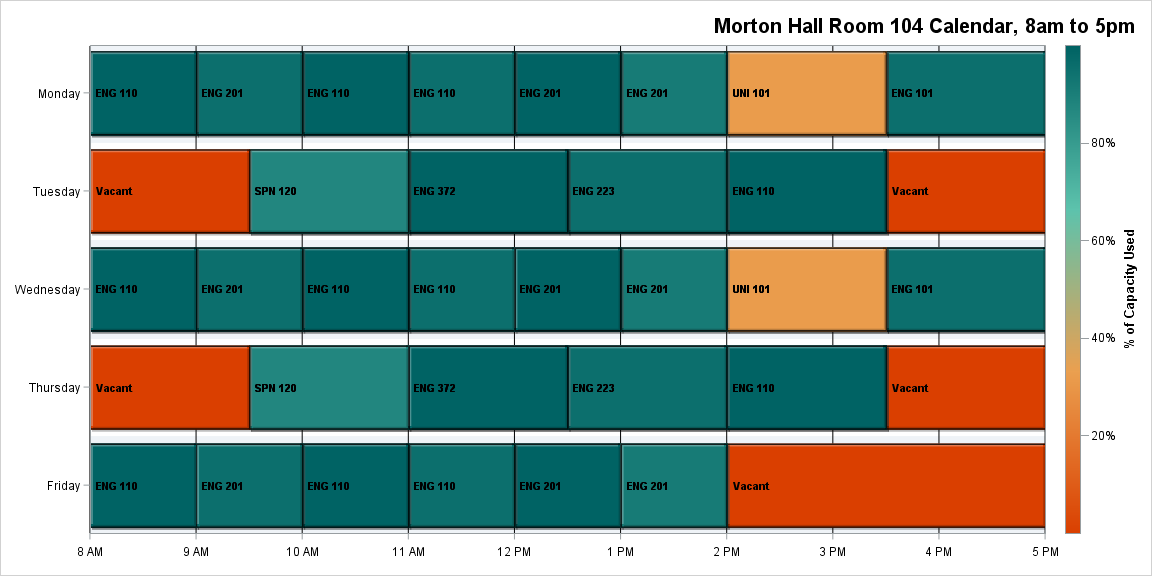 Morton Hall Room 104 Calendar, 8am to 5pm
Monday
ENG 110
ENG 201
ENG 110
ENG 110
ENG 201
ENG 201
UNI 101
ENG 101
Tuesday
Vacant
SPN 120
ENG 372
ENG 223
ENG 110
Vacant
Wednesday
ENG 110
ENG 201
ENG 110
ENG 110
ENG 201
ENG 201
UNI 101
ENG 101
Thursday
Vacant
SPN 120
ENG 372
ENG 223
ENG 110
Vacant
Friday
ENG 110
ENG 201
ENG 110
ENG 110
ENG 201
ENG 201
Vacant
8 AM
9 AM
10 AM
11 AM
12 PM
1 PM
2 PM
3 PM
4 PM
5 PM
80%
60%
40%
20%
% of Capacity Used